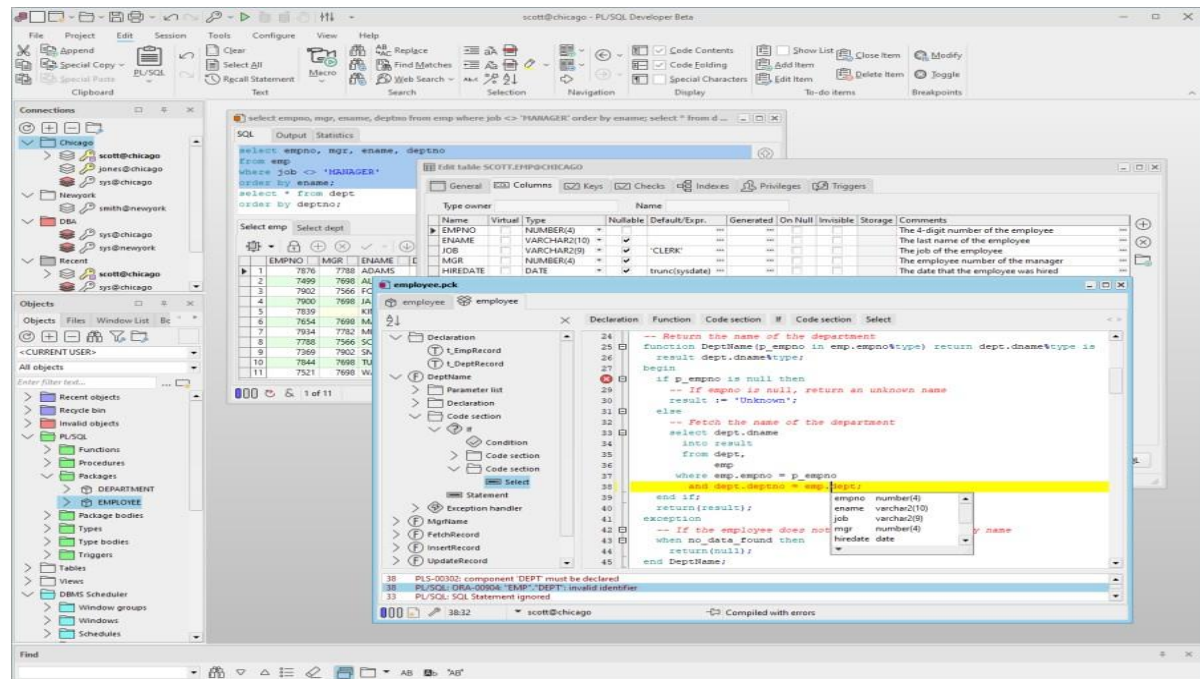 scott@chicago - PL/SQL Developer Beta
File Project Edit Session Tools Configure View Help
Append
Special Copy
Special Paste
PL/SQL
Clipboard
Clear
Select All
Recall Statement
Macro
Text
Replace
Find Matches
Web Search
Search
Selection
Navigation
Code Contents
Code Folding
Special Characters
Display
Show List
Add Item
Edit Item
Close Item
Delete Item
To-do items
Modify
Toggle
Breakpoints
Connections
Chicago
scott@chicago
jones@chicago
sys@chicago
Newyork
smith@newyork
DBA
sys@chicago
sys@newyork
Recent
scott@chicago
sys@chicago
Objects
Objects Files Window List
<CURRENT USER>
All objects
Enter filter text...
Recent objects
Recycle bin
Invalid objects
PL/SQL
Functions
Procedures
Packages
DEPARTMENT
EMPLOYEE
Package bodies
Types
Type bodies
Triggers
Tables
Views
DBMS Scheduler
Window groups
Windows
Schedules
Find
AB "AB"
select empno, mgr, ename, deptno from emp where job <> 'MANAGER' order by ename; select * from d ...
SQL Output Statistics
select empno, mgr, ename, deptno
from emp
where job <> 'MANAGER'
order by ename;
select * from dept
order by deptno;
Select emp Select dept
EMPNO MGR ENAME
1 7876 7788 ADAMS
2 7499 7698
3 7902 7566
4 7900 7698
5 7839
6 7654 7698
7 7934 7782
8 7788 7566
9 7369 7902
10 7844 7698
11 7521 7698
1 of 11
Edit table SCOTT.EMP@CHICAGO
General Columns Keys Checks Indexes Privileges Triggers
Type owner Name
Name Virtual Type Nullable Default/Expr. Generated On Null Invisible Storage Comments
EMPNO NUMBER(4) The 4-digit number of the employee
ENAME VARCHAR2(10) The last name of the employee
JOB VARCHAR2(9) 'CLERK' The job of the employee
MGR NUMBER(4) The employee number of the manager
HIREDATE DATE trunc(sysdate) The date that the employee was hired
employee.pck
employee employee
Declaration
t_EmpRecord
t_DeptRecord
DeptName
Parameter list
Declaration
Code section
If
Condition
Code section
Code section
Select
Statement
Exception handler
MgrName
FetchRecord
InsertRecord
UpdateRecord
Declaration Function Code section If Code section Select
24 -- Return the name of the department
25 function DeptName(p_empno in emp.empno%type) return dept.dname%type is
26 result dept.dname%type;
27 begin
if p_empno is null then
29 -- If empno is null, return an unknown name
30 result := 'Unknown';
31 else
32 -- Fetch the name of the department
33 select dept.dname
34 into result
35 from dept,
36 emp
37 where emp.empno = p_empno
38 and dept.deptno = emp.dept;
39 end if;
40 return(result);
41 exception
42 -- If the employee does not y name
43 when no_data_found then
44 return(null);
45 end DeptName;
empno number(4)
ename varchar2(10)
job varchar2(9)
mgr number(4)
hiredate date
38 PLS-00302: component 'DEPT' must be declared
38 PL/SQL: ORA-00904: "EMP"."DEPT": invalid identifier
33 PL/SQL: SQL Statement ignored
38:32 scott@chicago Compiled with errors